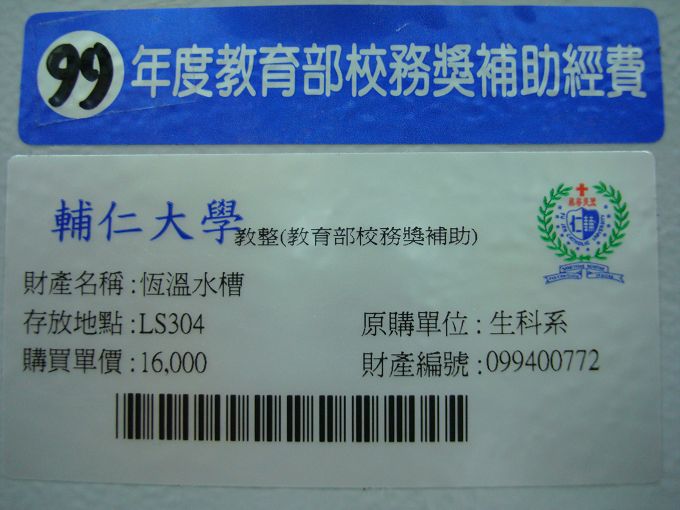 99年度教育部校務獎補助經費
輔仁大學教整(教育部校務獎補助)
財產名稱:恆溫水槽
存放地點:LS304
原購單位:生科系
購買單價:16,000
財產編號:099400772